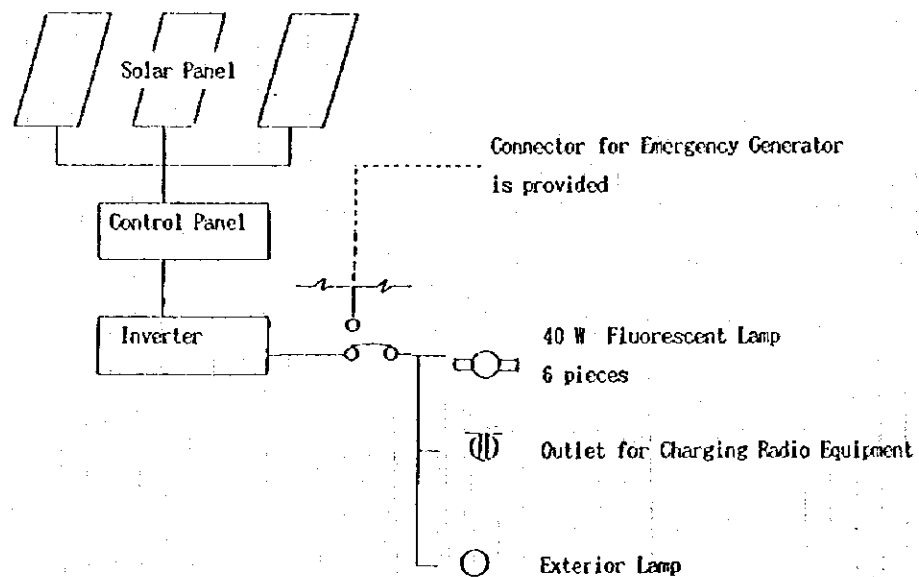 Solar Panel
Connector for Emergency Generator
is provided
Control Panel
Inverter
40 W Fluorescent Lamp
6 pieces
Outlet for Charging Radio Equipment
Exterior Lamp